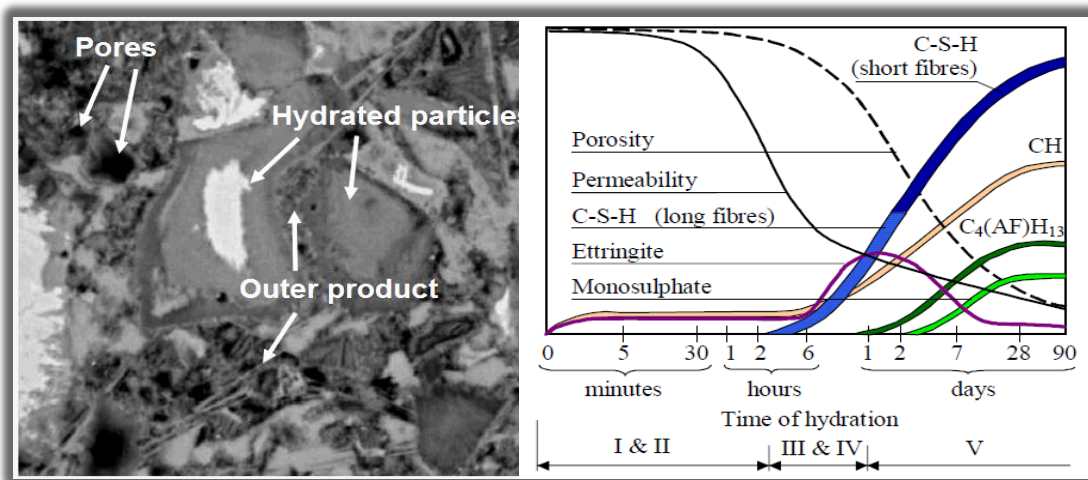 Pores
Hydrated particles
Outer product
C-S-H
(short fibres)
Porosity
CH
Permeability
C-S-H (long fibres)
C₄(AF)H₁₃
Ettringite
Monosulphate
0 5 30 1 2 6 1 2 7 28 90
minutes hours days
Time of hydration
I & II III & IV V